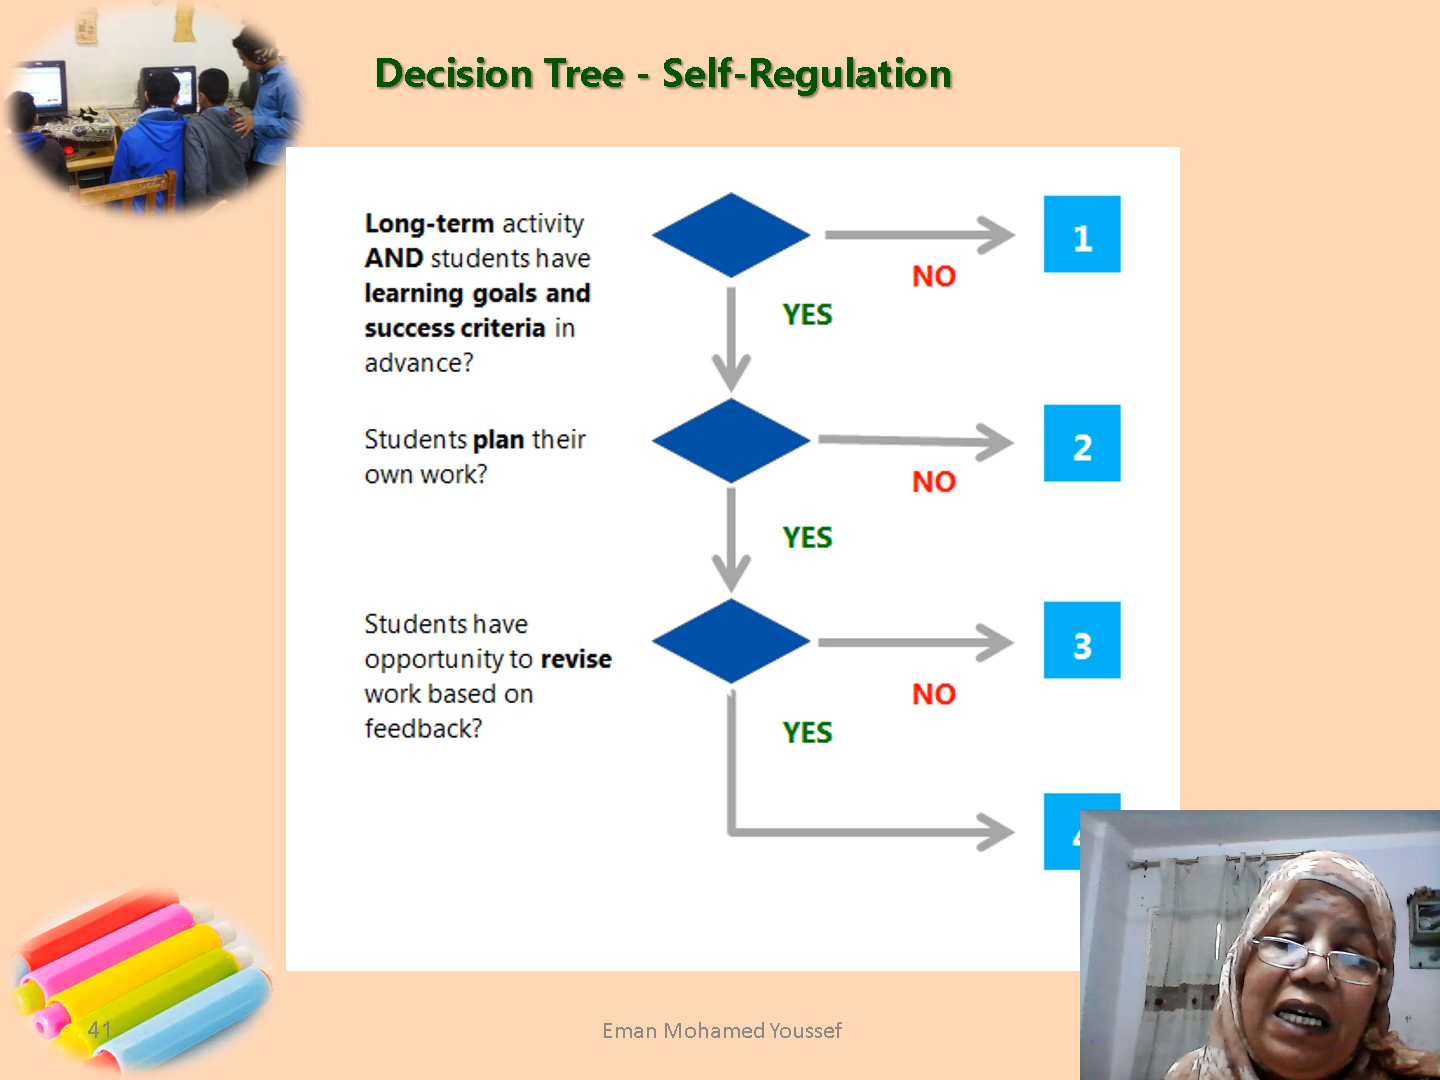 Decision Tree - Self-Regulation
Long-term activity
AND students have
learning goals and
success criteria in
advance?
1
NO
YES
Students plan their
own work?
2
NO
YES
Students have
opportunity to revise
work based on
feedback?
3
NO
YES
41
Eman Mohamed Youssef